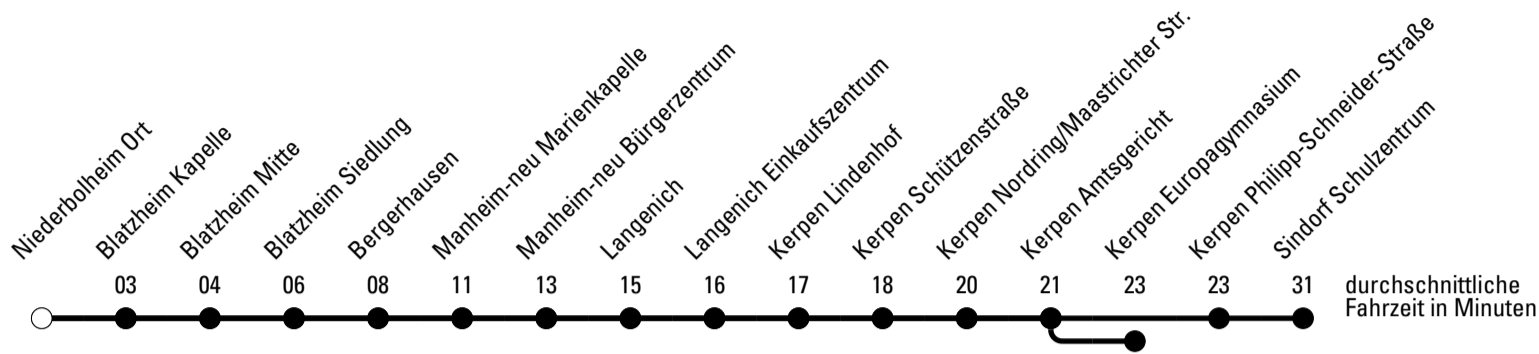 Niederbolheim Ort
Blatzheim Kapelle
Blatzheim Mitte
Blatzheim Siedlung
Bergerhausen
Manheim-neu Marienkapelle
Manheim-neu Bürgerzentrum
Langenich
Langenich Einkaufszentrum
Kerpen Lindenhof
Kerpen Schützenstraße
Kerpen Nordring/Maastrichter Str.
Kerpen Amtsgericht
Kerpen Europagymnasium
Kerpen Philipp-Schneider-Straße
Sindorf Schulzentrum
03 04 06 08 11 13 15 16 17 18 20 21 23 23 31 durchschnittliche
Fahrzeit in Minuten